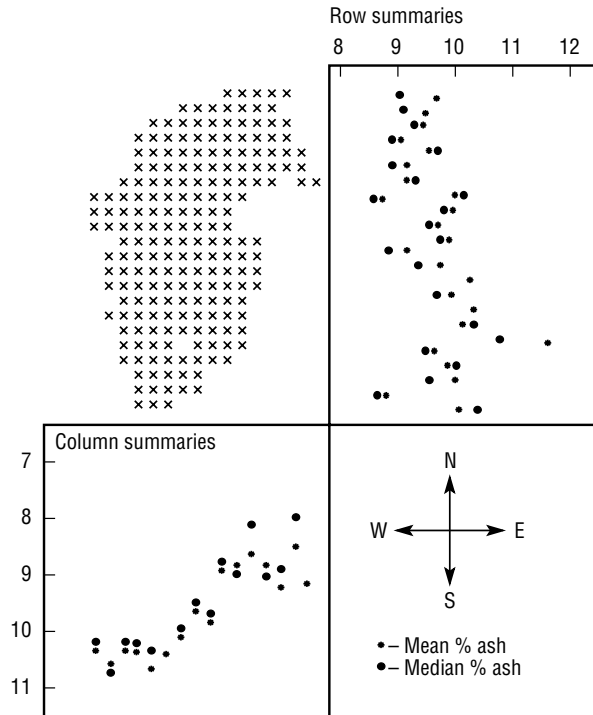 Row summaries
8 9 10 11 12
Column summaries
7
8
9
10
11
N
W E
S
– Mean % ash
– Median % ash